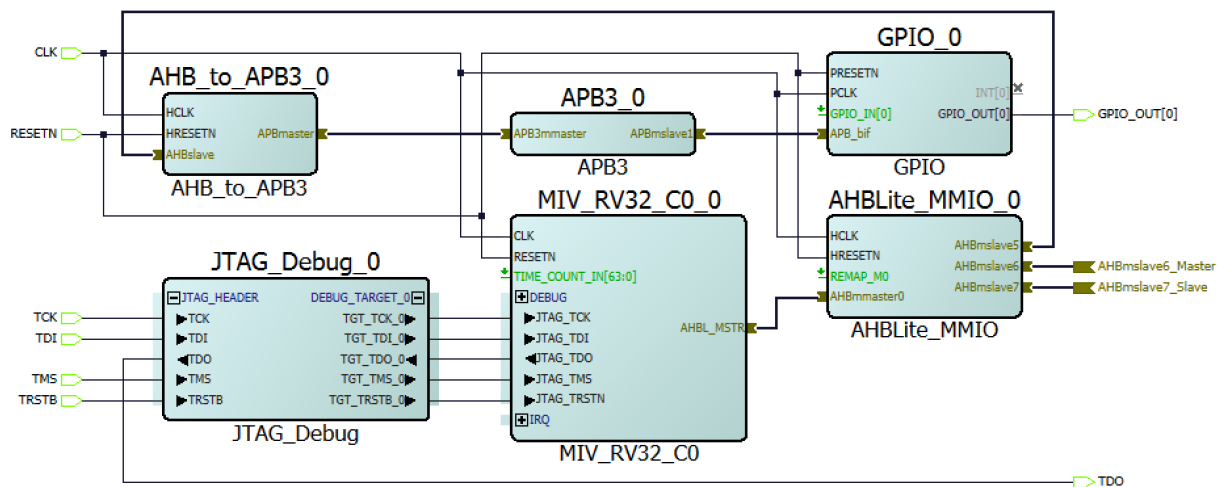 CLK
RESETN
AHB_to_APB3_0
HCLK
HRESETN
AHBslave
APBmaster
AHB_to_APB3
APB3_0
APB3mmaster
APBmslave1
APB3
GPIO_0
PRESETN
PCLK
GPIO_IN[0]
APB_bif
INT[0]
GPIO_OUT[0]
GPIO
GPIO_OUT[0]
MIV_RV32_C0_0
CLK
RESETN
TIME_COUNT_IN[63:0]
DEBUG
JTAG_TCK
JTAG_TDI
JTAG_TDO
JTAG_TMS
JTAG_TRSTN
IRQ
AHBL_MSTR
MIV_RV32_C0
AHBLite_MMIO_0
HCLK
HRESETN
REMAP_M0
AHBmmaster0
AHBmslave5
AHBmslave6
AHBmslave7
AHBLite_MMIO
AHBmslave6_Master
AHBmslave7_Slave
JTAG_Debug_0
JTAG_HEADER
TCK
TDI
TDO
TMS
TRSTB
DEBUG_TARGET_0
TGT_TCK_0
TGT_TDI_0
TGT_TDO_0
TGT_TMS_0
TGT_TRSTB_0
JTAG_Debug
TCK
TDI
TMS
TRSTB
TDO